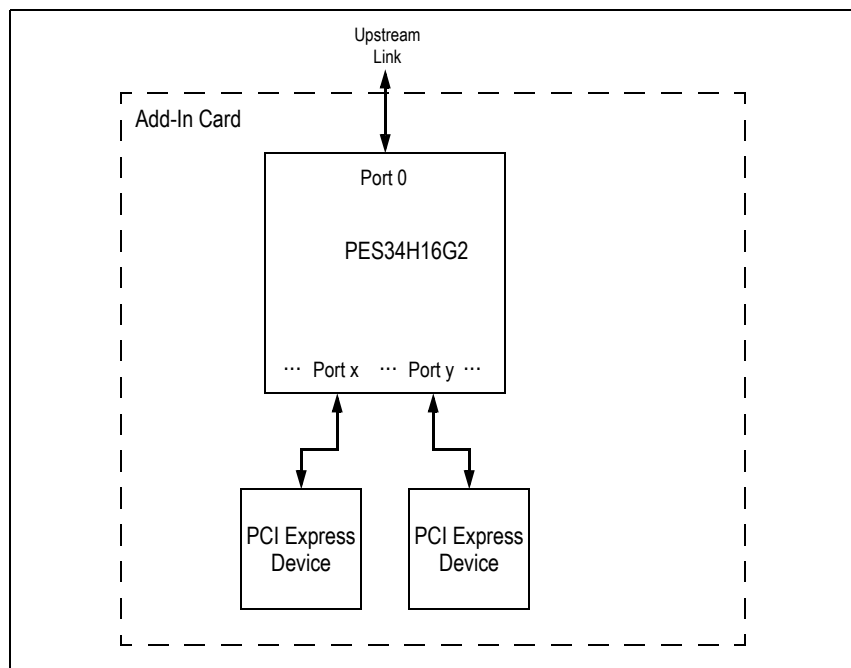 Upstream
Link
Add-In Card
Port 0
PES34H16G2
··· Port x ··· Port y ···
PCI Express
Device
PCI Express
Device